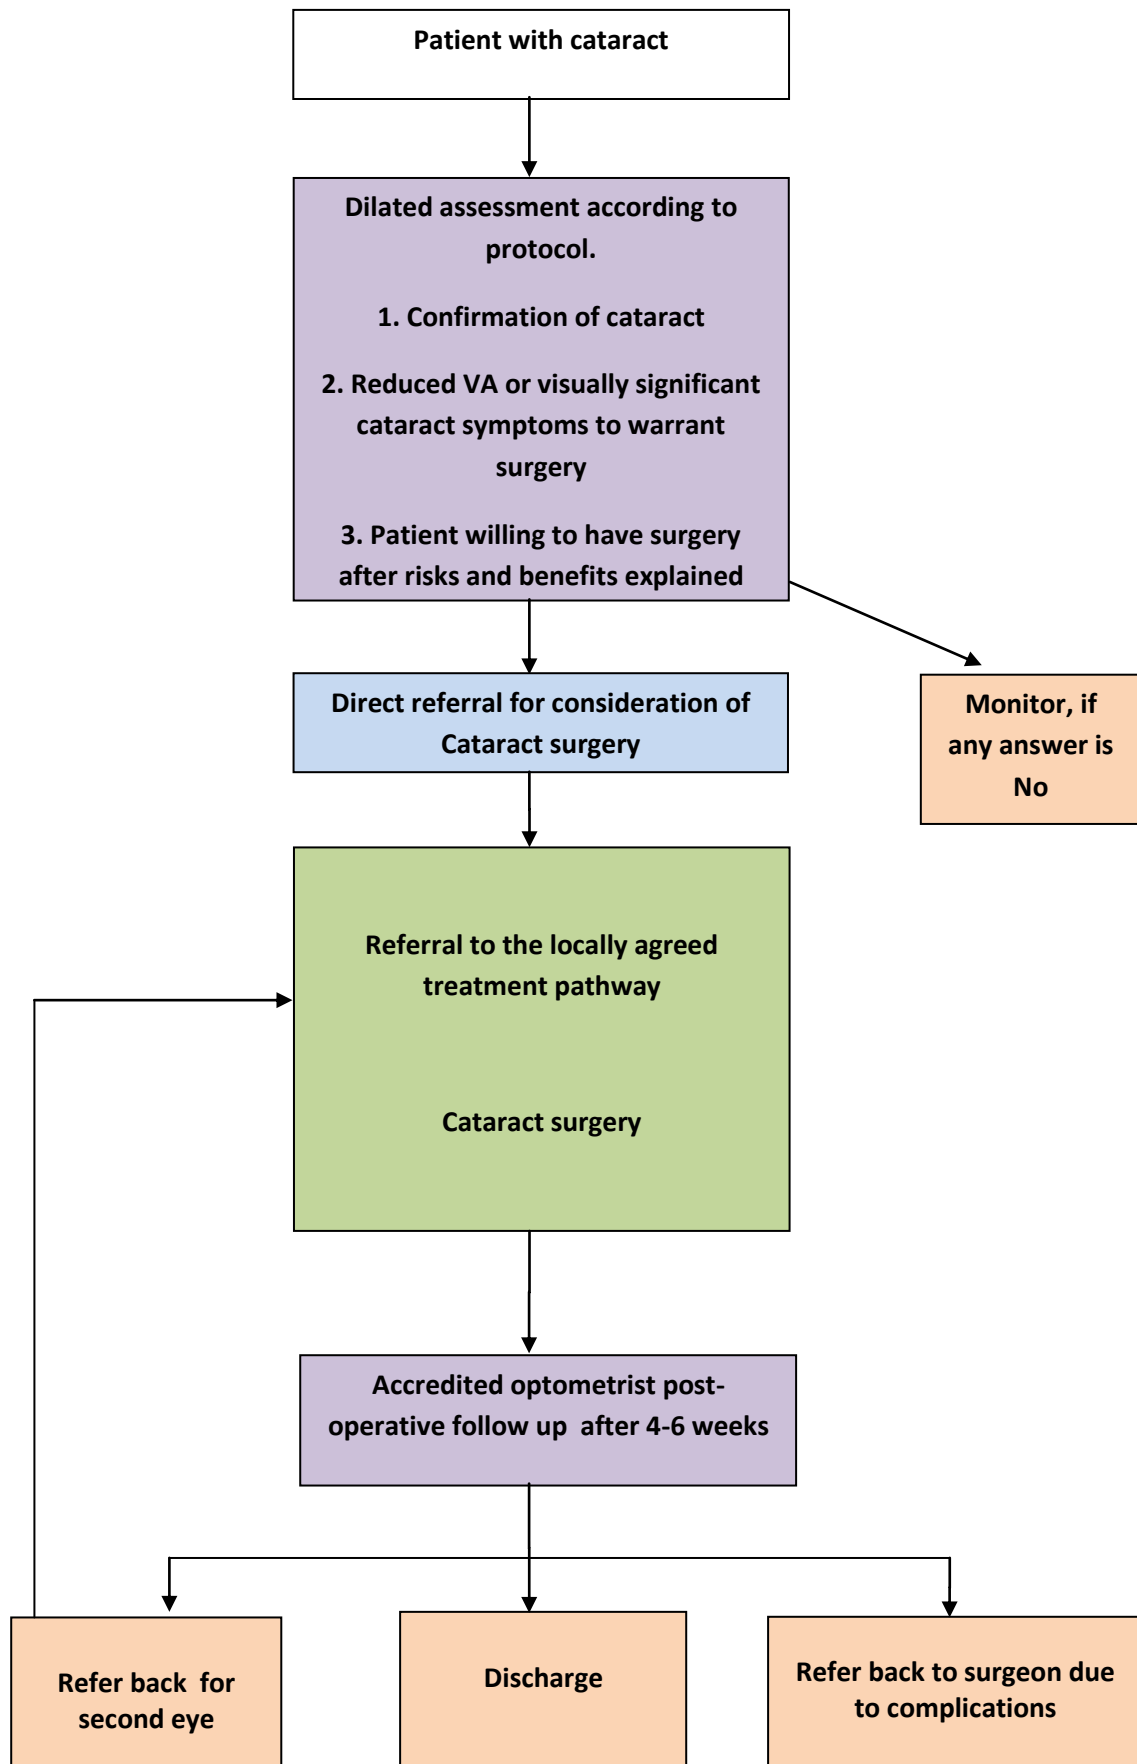 Patient with cataract
Dilated assessment according to
protocol.
1. Confirmation of cataract
2. Reduced VA or visually significant
cataract symptoms to warrant
surgery
3. Patient willing to have surgery
after risks and benefits explained
Direct referral for consideration of
Cataract surgery
Monitor, if
any answer is
No
Referral to the locally agreed
treatment pathway
Cataract surgery
Accredited optometrist post-
operative follow up  after 4-6 weeks
Refer back  for
second eye
Discharge
Refer back to surgeon due
to complications